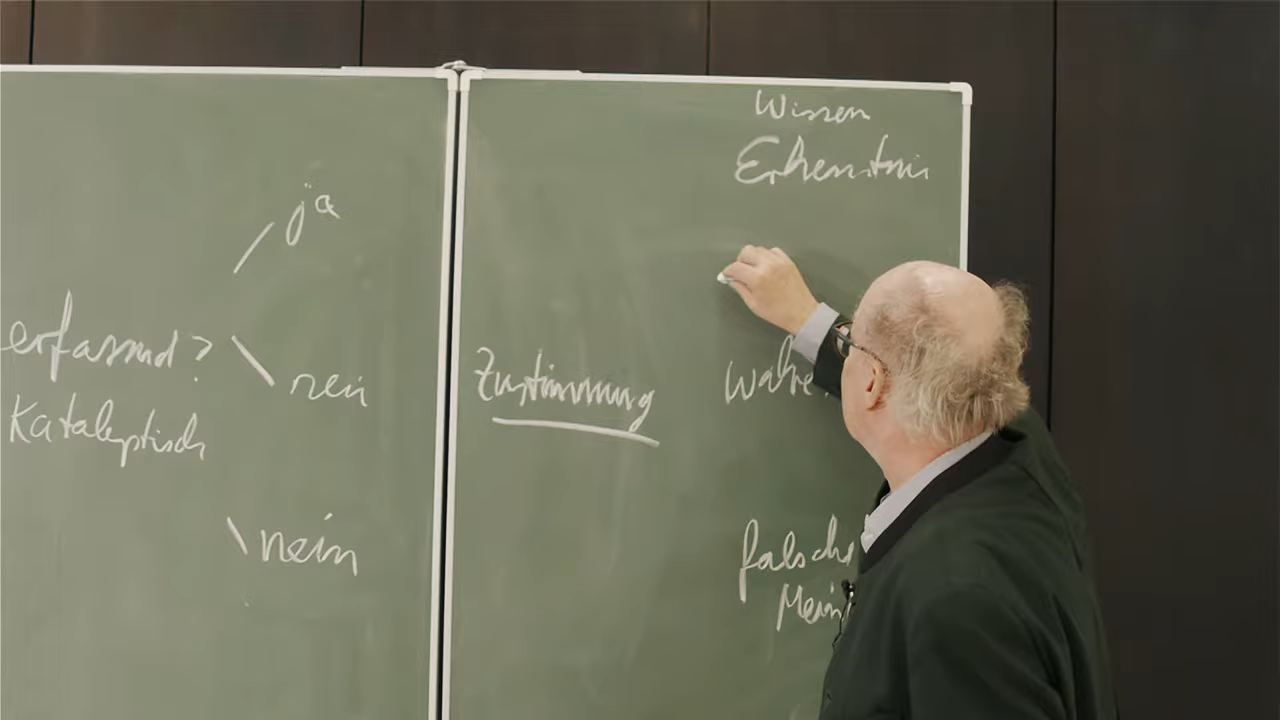 ja
erfassend?
nein
Kataleptisch
nein
Wissen
Erkenntnis
Zustimmung
Wahre
falsche
Mein